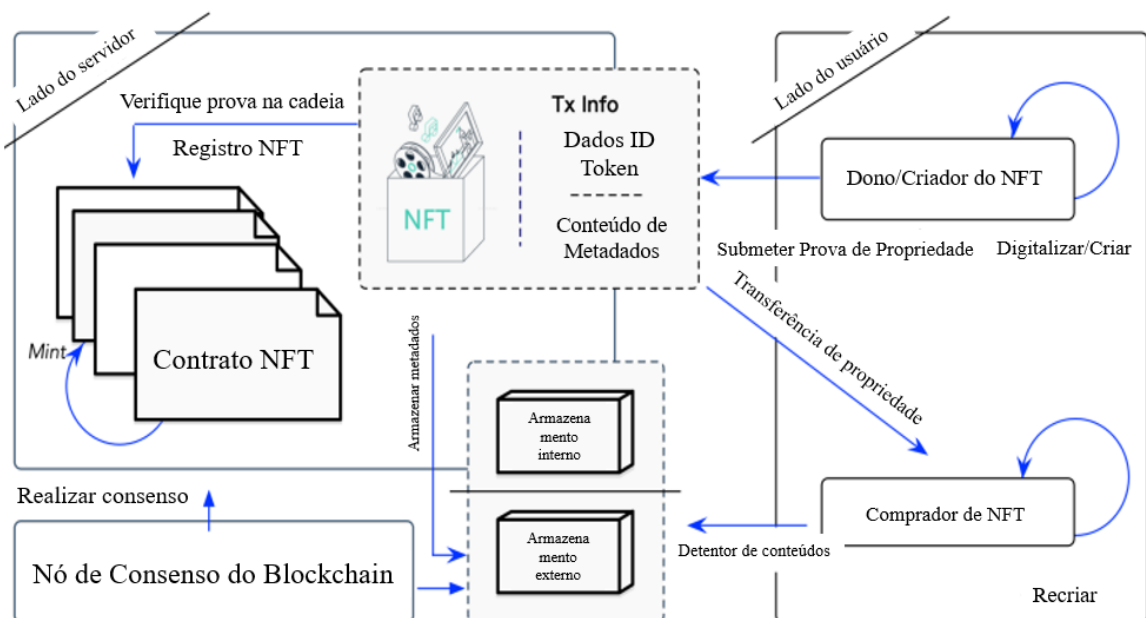 Lado do servidor
Verifique prova na cadeia
Registro NFT
Mint
Contrato NFT
NFT
Tx Info
Dados ID
Token
Conteúdo de
Metadados
Lado do usuário
Dono/Criador do NFT
Submeter Prova de Propriedade
Digitalizar/Criar
Transferência de propriedade
Armazenar metadados
Armazena
mento
interno
Armazena
mento
externo
Realizar consenso
Nó de Consenso do Blockchain
Comprador de NFT
Detentor de conteúdos
Recriar